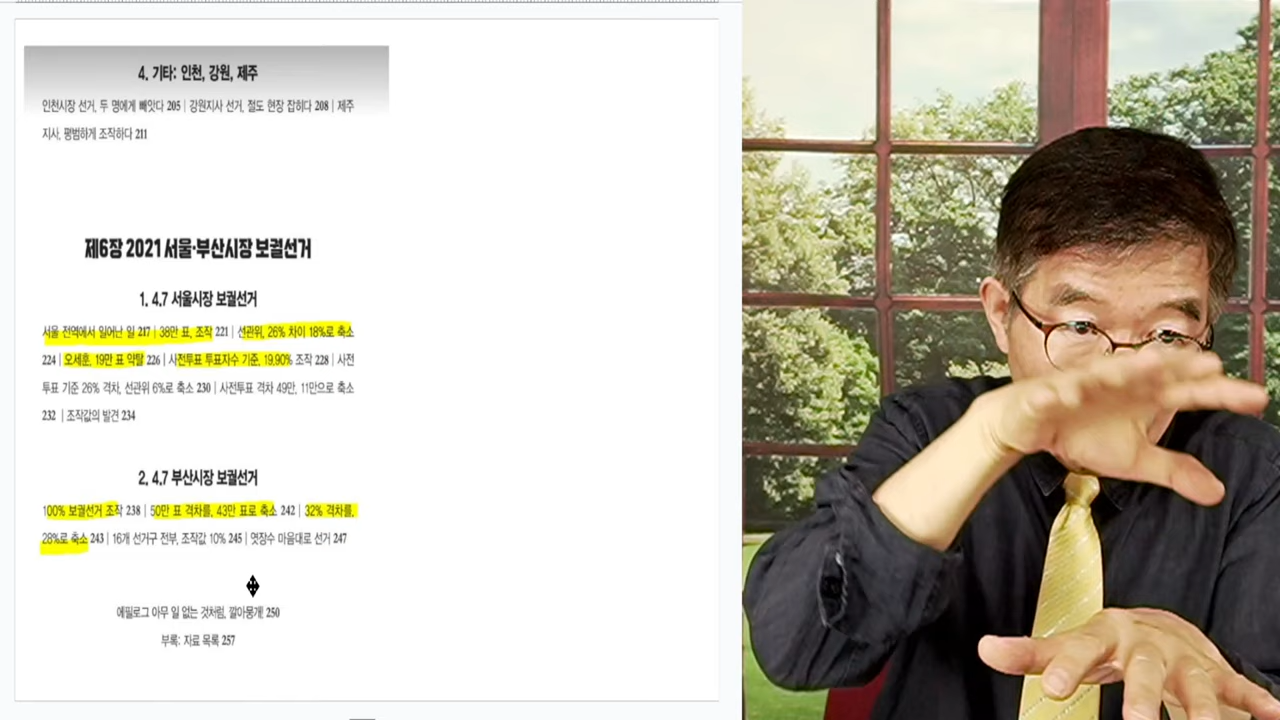 4. 기타: 인천, 강원, 제주
인천시장 선거, 두 명에게 빼앗다 205 | 강원지사 선거, 절도 현장 잡히다 208 | 제주
지사, 평범하게 조작하다 211
제6장 2021 서울·부산시장 보궐선거
1. 4.7 서울시장 보궐선거
서울 전역에서 일어난 일 217 | 38만 표, 조작 221 | 선관위, 26% 차이 18%로 축소
224 | 오세훈, 19만 표 약탈 226 | 사전투표 투표자수 기준, 19.90% 조작 228 | 사전
투표 기준 26% 격차, 선관위 6%로 축소 230 | 사전투표 격차 49만, 11만으로 축소
232 | 조작값의 발견 234
2. 4.7 부산시장 보궐선거
100% 보궐선거 조작 238 | 50만 표 격차를, 43만 표로 축소 242 | 32% 격차를,
28%로 축소 243 | 16개 선거구 전부, 조작값 10% 245 | 엿장수 마음대로 선거 247
에필로그 아무 일 없는 것처럼, 깔아뭉개! 250
부록: 자료 목록 257